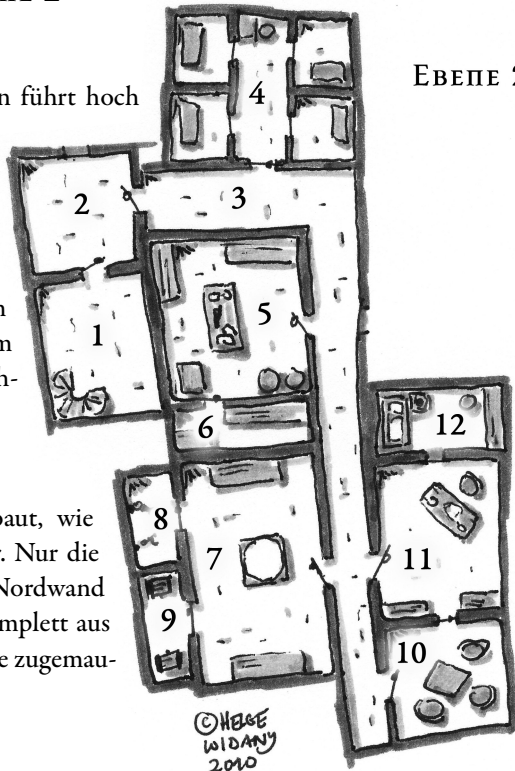 n führt hoch
EBENE
4
3
2
5
1
6
12
8
7
11
9
10
h-
baut, wie
r. Nur die
Nordwand
mplett aus
e zugemau-
© HELGE
WIDANY
2010